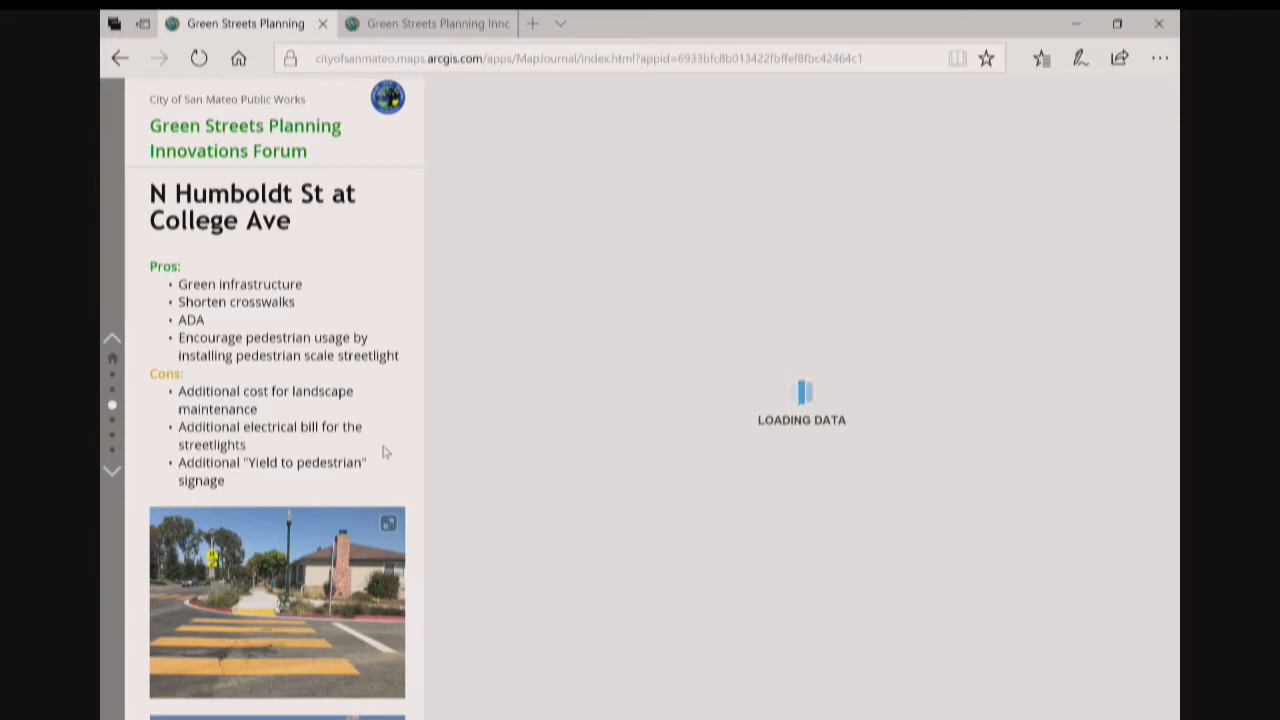 Green Streets Planning
Green Streets Planning Innc
cityofsanmateo.maps.arcgis.com/apps/MapJournal/index.html?appid=6933bfc8b013422fbffef8fbc42464c1
City of San Mateo Public Works
Green Streets Planning
Innovations Forum
N Humboldt St at
College Ave
Pros:
• Green infrastructure
• Shorten crosswalks
• ADA
• Encourage pedestrian usage by
installing pedestrian scale streetlight
Cons:
• Additional cost for landscape
maintenance
• Additional electrical bill for the
streetlights
• Additional "Yield to pedestrian"
signage
LOADING DATA